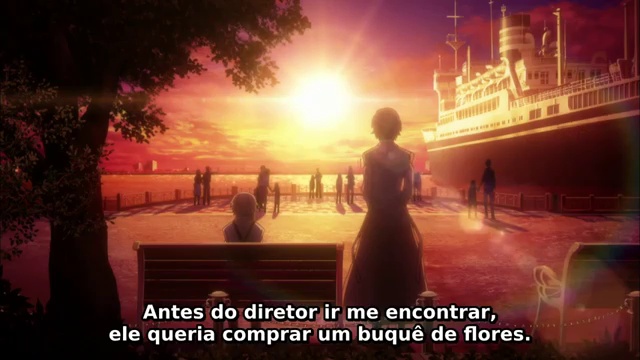 Antes do diretor ir me encontrar,
ele queria comprar um buquê de flores.